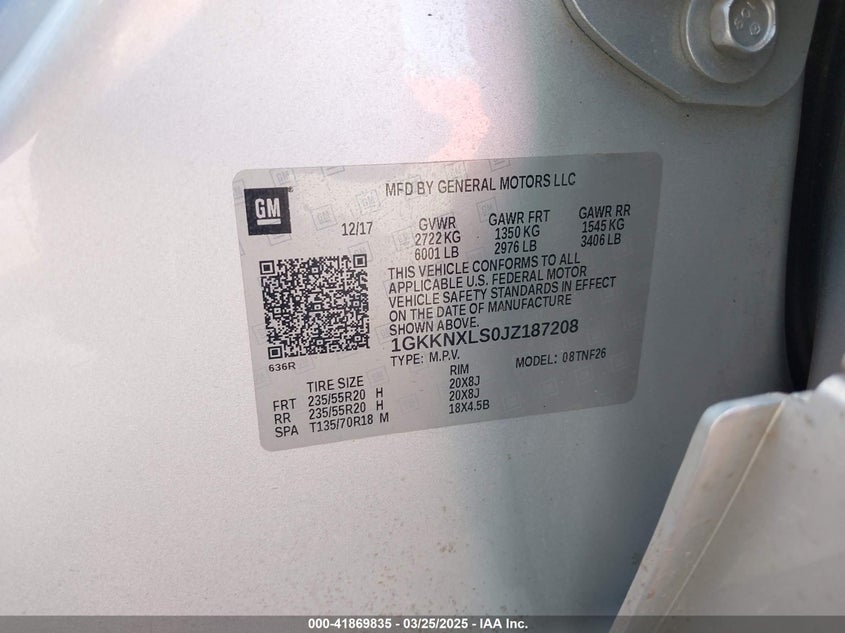 GM
MFD BY GENERAL MOTORS LLC
12/17
GVWR GAWR FRT GAWR RR
2722 KG 1350 KG 1545 KG
6001 LB 2976 LB 3406 LB
THIS VEHICLE CONFORMS TO ALL
APPLICABLE U.S. FEDERAL MOTOR
VEHICLE SAFETY STANDARDS IN EFFECT
ON THE DATE OF MANUFACTURE
SHOWN ABOVE.
1GKKNXLS0JZ187208
TYPE: M.P.V. MODEL: 08TNF26
636R
TIRE SIZE RIM
FRT 235/55R20 H 20X8J
RR 235/55R20 H 20X8J
SPA T135/70R18 M 18X4.5B
000-41869835 / 03/25/2025 - IAA Inc.